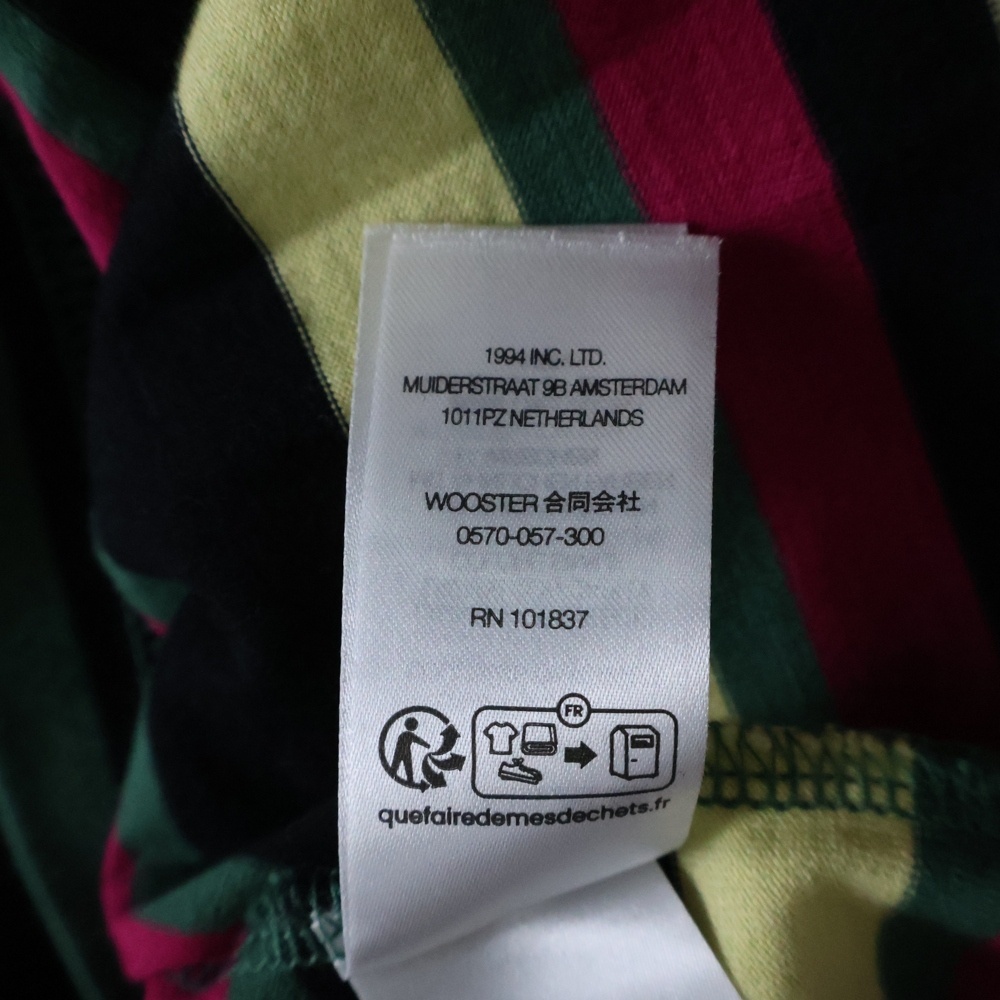 1994 INC. LTD.
MUIDERSTRAAT 9B AMSTERDAM
1011PZ NETHERLANDS
WOOSTER 合同会社
0570-057-300
RN 101837
FR
quefairedemesdechets.fr